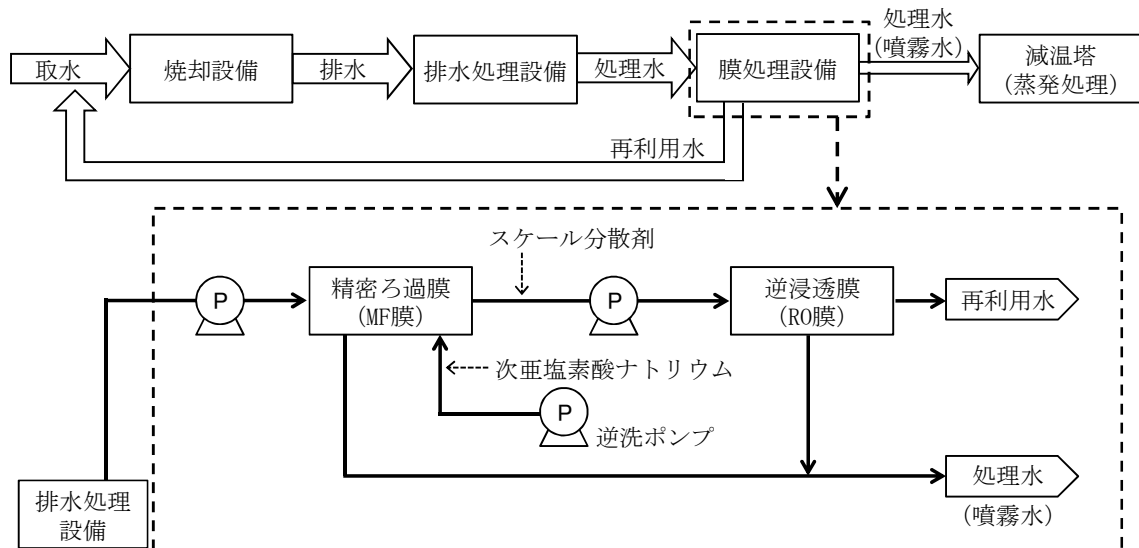 取水
焼却設備
排水
排水処理設備
処理水
膜処理設備
処理水
(噴霧水)
減温塔
(蒸発処理)
再利用水
スケール分散剤
P
精密ろ過膜
(MF膜)
P
逆浸透膜
(RO膜)
再利用水
次亜塩素酸ナトリウム
P
逆洗ポンプ
排水処理
設備
処理水
(噴霧水)